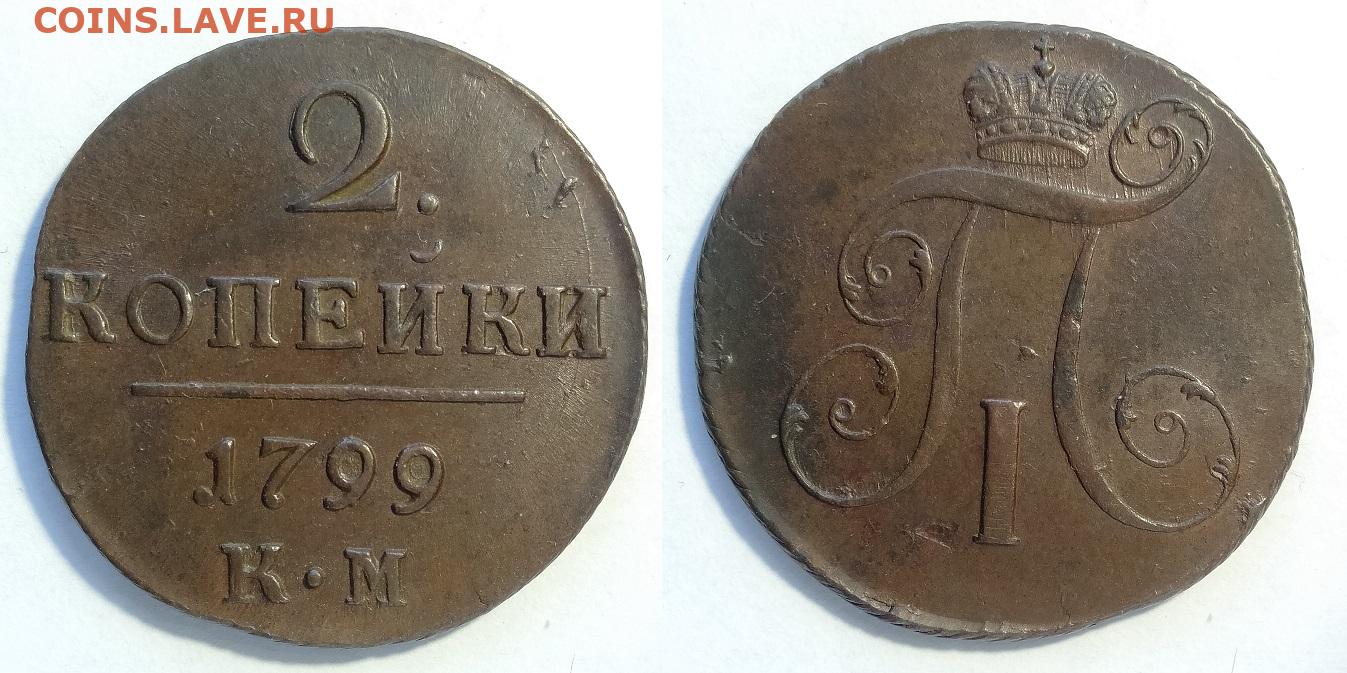 COINS.LAVE.RU
2.
КОПЕЙКИ
1799
К·М
П
I